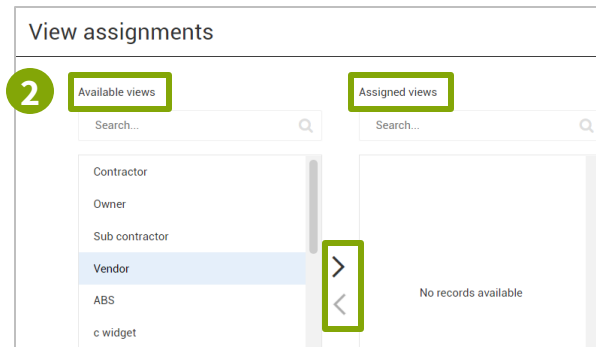 View assignments
2
Available views
Assigned views
Search...
Search...
Contractor
Owner
Sub contractor
Vendor
ABS
c widget
No records available